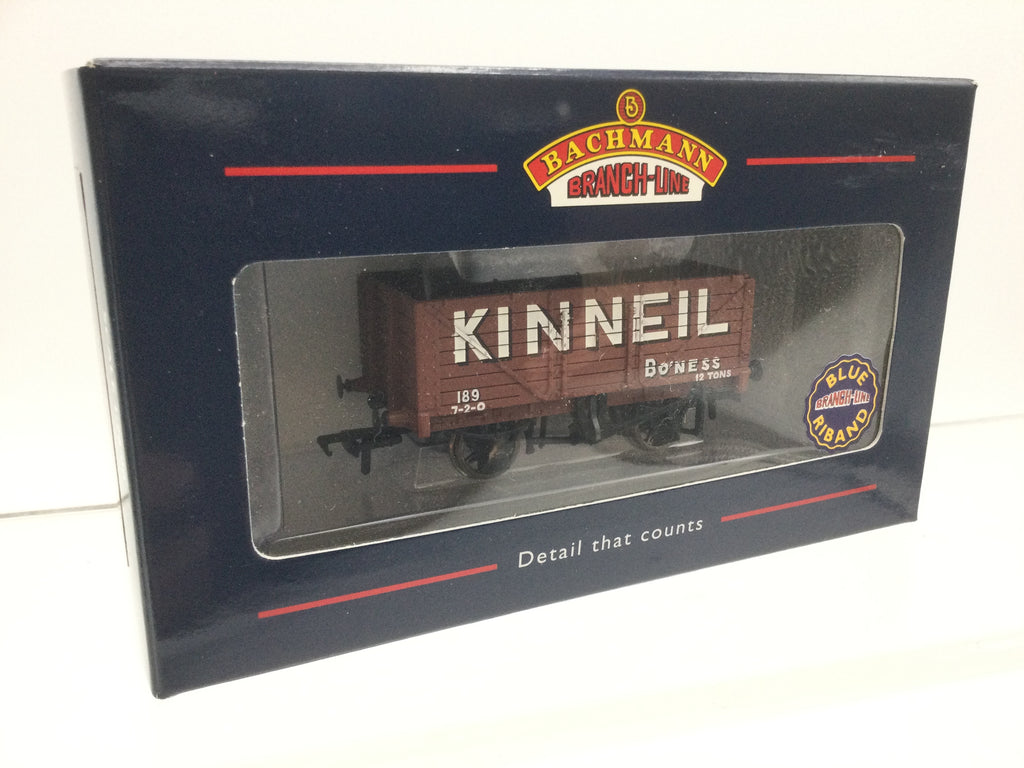 B
BACHMANN
BRANCH-LINE
KINNEIL
Bo'NESS
12 TONS
189
7-2-0
BLUE
BRANCH-LINE
RIBAND
Detail that counts